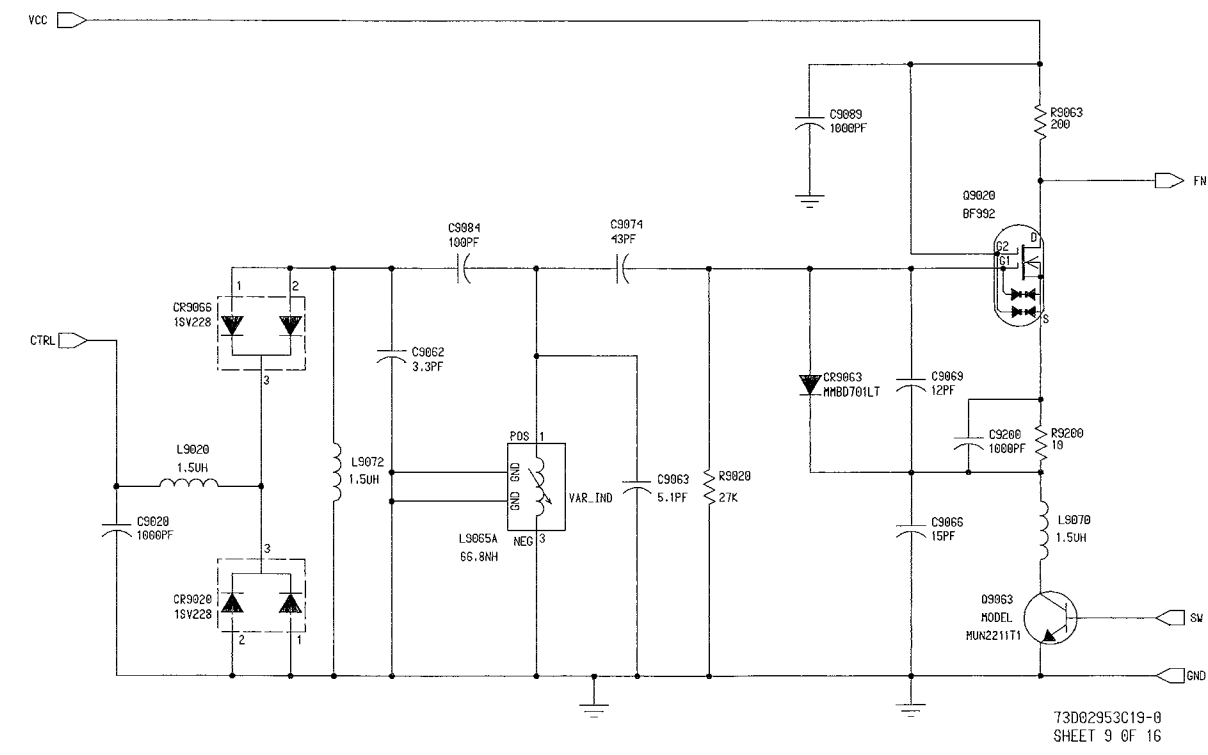 VCC
C9089
1000PF
R9063
200
FN
Q9020
BF992
D
G2
G1
S
C9084
100PF
C9074
43PF
1
2
CR9066
1SV228
3
CTRL
C9062
3.3PF
CR9063
MMBD701LT
C9069
12PF
C9200
1000PF
R9200
10
L9020
1.5UH
L9072
1.5UH
POS 1
GND
GND
VAR_IND
NEG 3
L9065A
66.8NH
C9063
5.1PF
R9020
27K
C9020
1000PF
C9066
15PF
L9070
1.5UH
3
CR9020
1SV228
2
1
Q9063
MODEL
MUN2211T1
SW
GND
73D02953C19-0
SHEET 9 OF 16